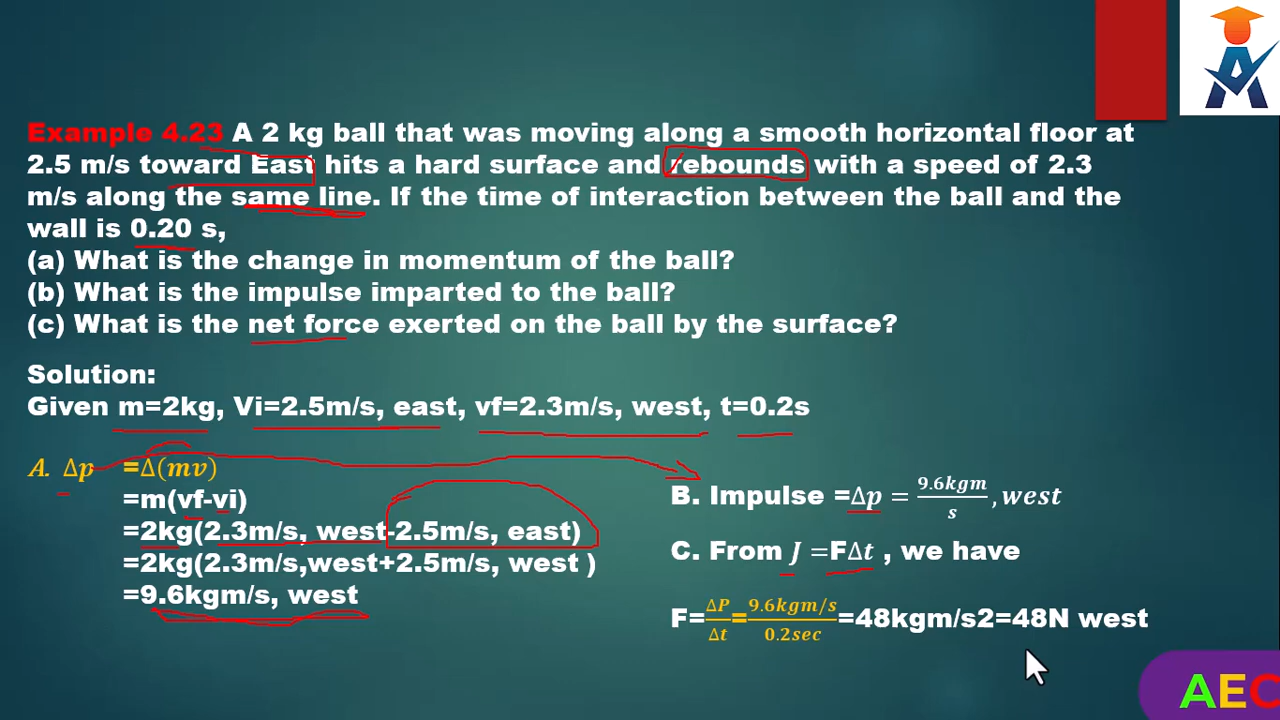 Example 4.23 A 2 kg ball that was moving along a smooth horizontal floor at
2.5 m/s toward East hits a hard surface and rebounds with a speed of 2.3
m/s along the same line. If the time of interaction between the ball and the
wall is 0.20 s,
(a) What is the change in momentum of the ball?
(b) What is the impulse imparted to the ball?
(c) What is the net force exerted on the ball by the surface?
Solution:
Given m=2kg, Vi=2.5m/s, east, vf=2.3m/s, west, t=0.2s
A. Δp =Δ(mv)
=m(vf-vi)
=2kg(2.3m/s, west-2.5m/s, east)
=2kg(2.3m/s,west+2.5m/s, west )
=9.6kgm/s, west
B. Impulse =Δp = 9.6kgm/s , west
C. From J =FΔt , we have
F=ΔP/Δt=9.6kgm/s/0.2sec=48kgm/s2=48N west
AEC